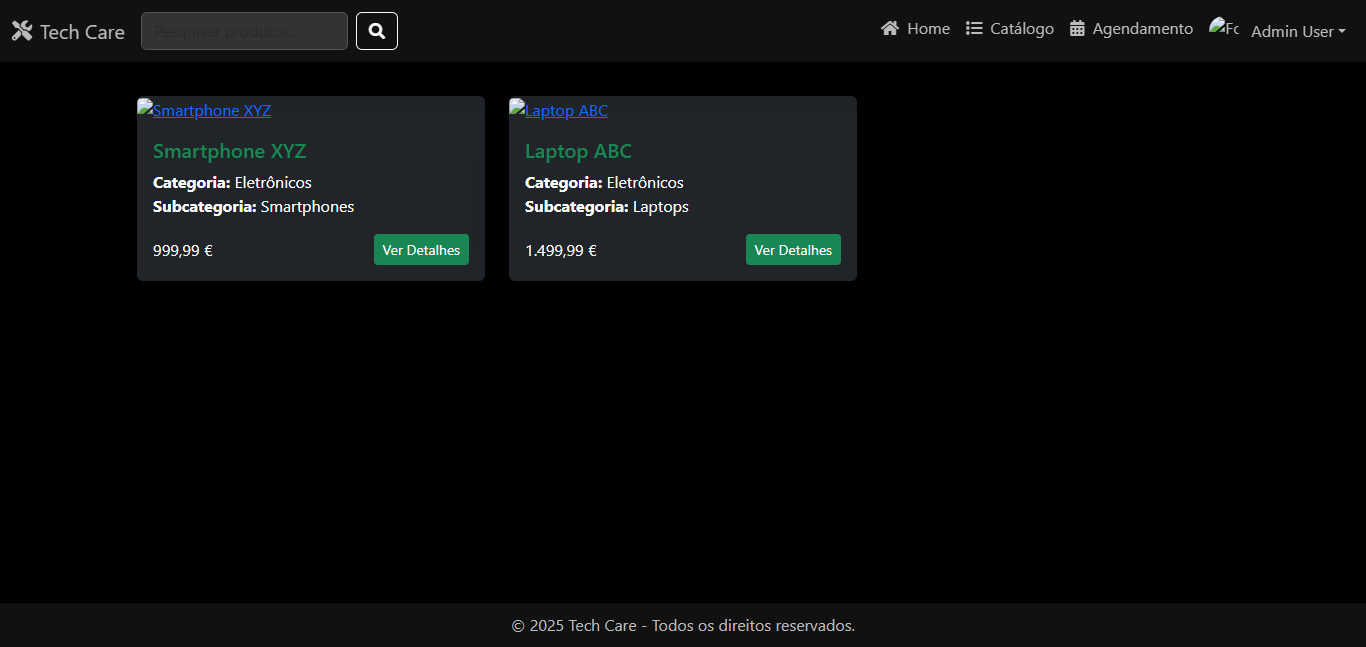 Tech Care
Pesquisar produtos...
Home
Catálogo
Agendamento
Fo
Admin User
Smartphone XYZ
Smartphone XYZ
Categoria: Eletrônicos
Subcategoria: Smartphones
999,99 €
Ver Detalhes
Laptop ABC
Laptop ABC
Categoria: Eletrônicos
Subcategoria: Laptops
1.499,99 €
Ver Detalhes
© 2025 Tech Care - Todos os direitos reservados.